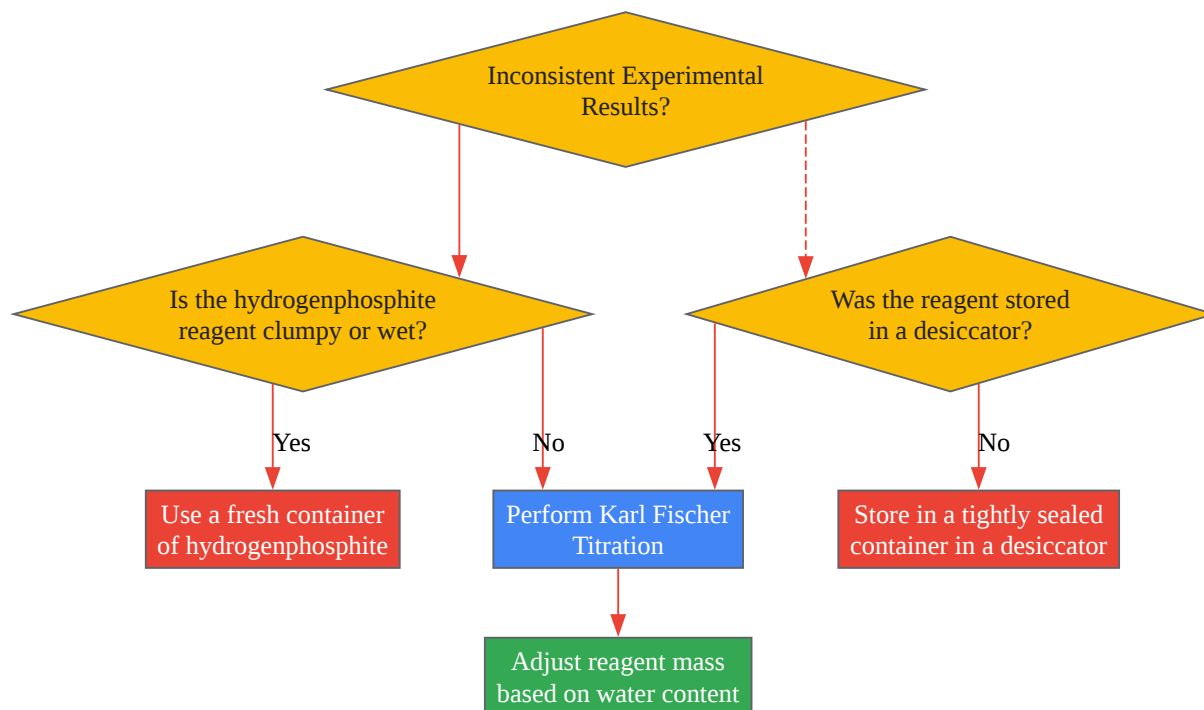 Inconsistent Experimental
Results?
Is the hydrogenphosphite
reagent clumpy or wet?
Was the reagent stored
in a desiccator?
Yes
No
Yes
No
Use a fresh container
of hydrogenphosphite
Perform Karl Fischer
Titration
Store in a tightly sealed
container in a desiccator
Adjust reagent mass
based on water content